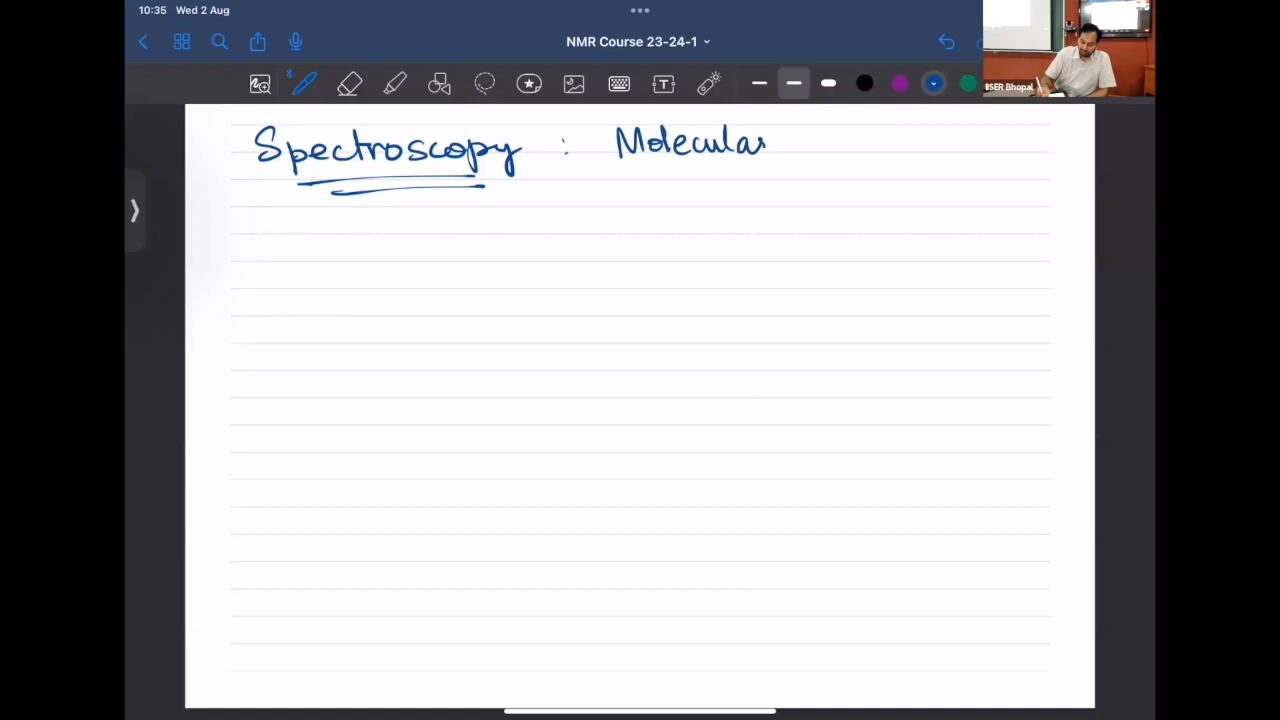 10:35 Wed 2 Aug
NMR Course 23-24-1
IISER Bhopal
Spectroscopy : Molecular